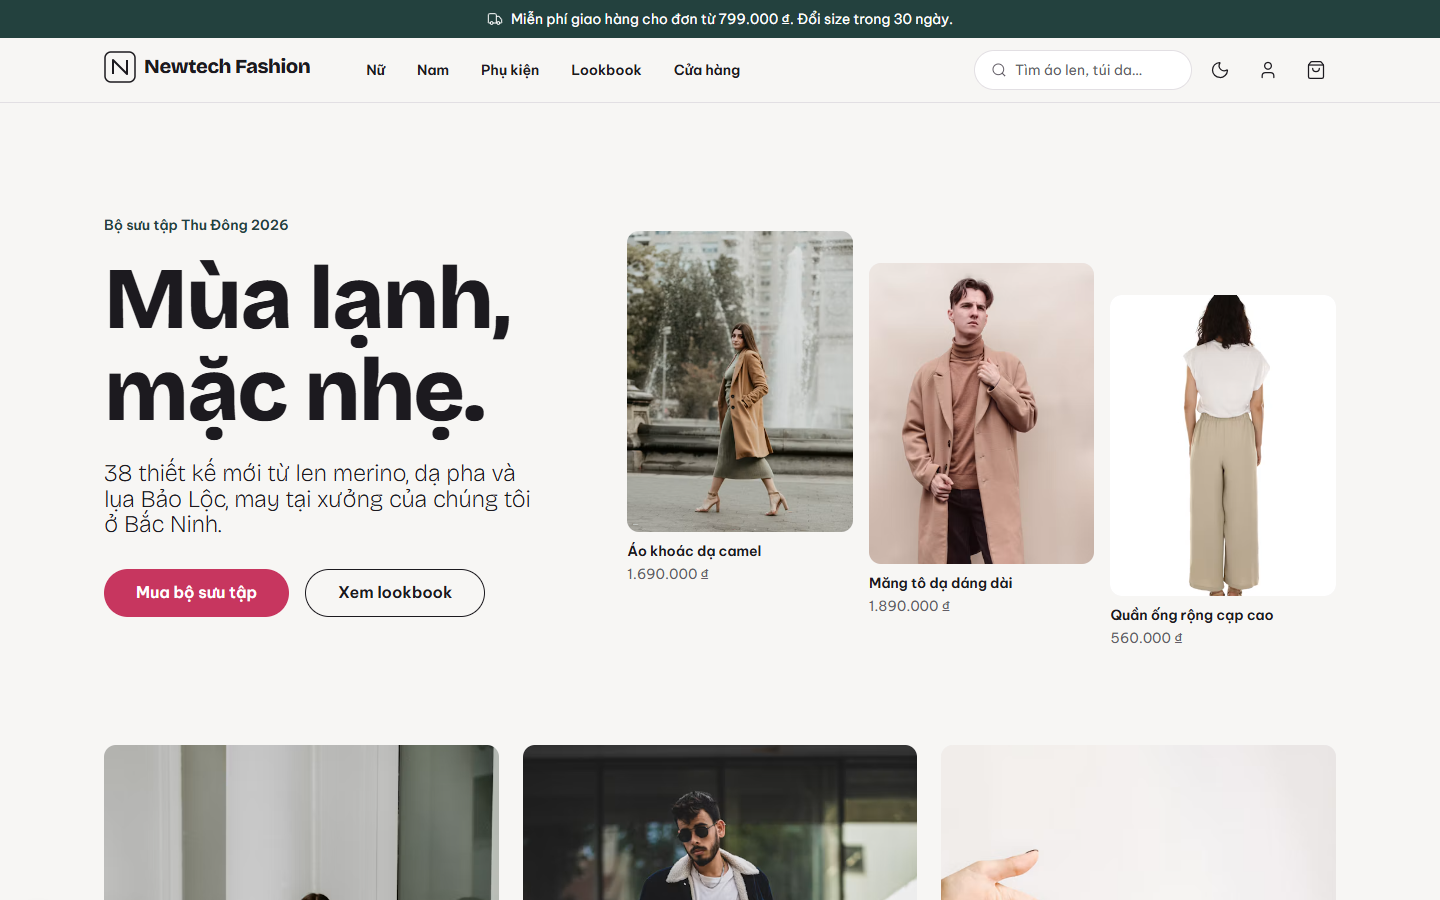 Miễn phí giao hàng cho đơn từ 799.000 ₫. Đổi size trong 30 ngày.
N Newtech Fashion
Nữ
Nam
Phụ kiện
Lookbook
Cửa hàng
Tìm áo len, túi da...
Bộ sưu tập Thu Đông 2026
Mùa lạnh,
mặc nhẹ.
38 thiết kế mới từ len merino, dạ pha và
lụa Bảo Lộc, may tại xưởng của chúng tôi
ở Bắc Ninh.
Mua bộ sưu tập
Xem lookbook
Áo khoác dạ camel
1.690.000 ₫
Măng tô dạ dáng dài
1.890.000 ₫
Quần ống rộng cạp cao
560.000 ₫